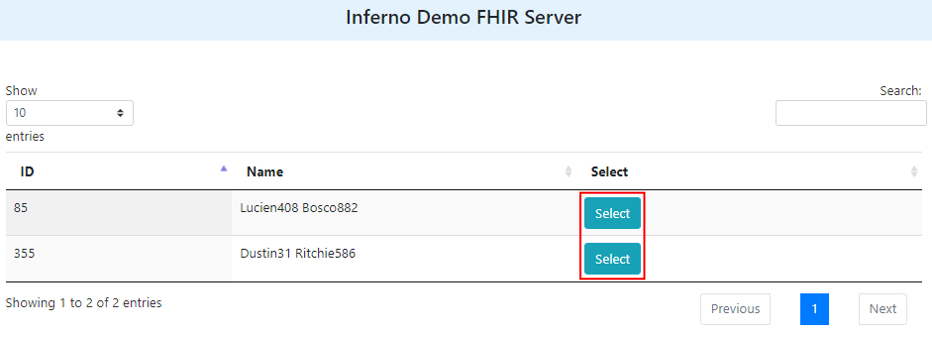 Inferno Demo FHIR Server
Show
10
entries
Search:
ID Name Select
85 Lucien408 Bosco882 Select
355 Dustin31 Ritchie586 Select
Showing 1 to 2 of 2 entries
Previous 1 Next